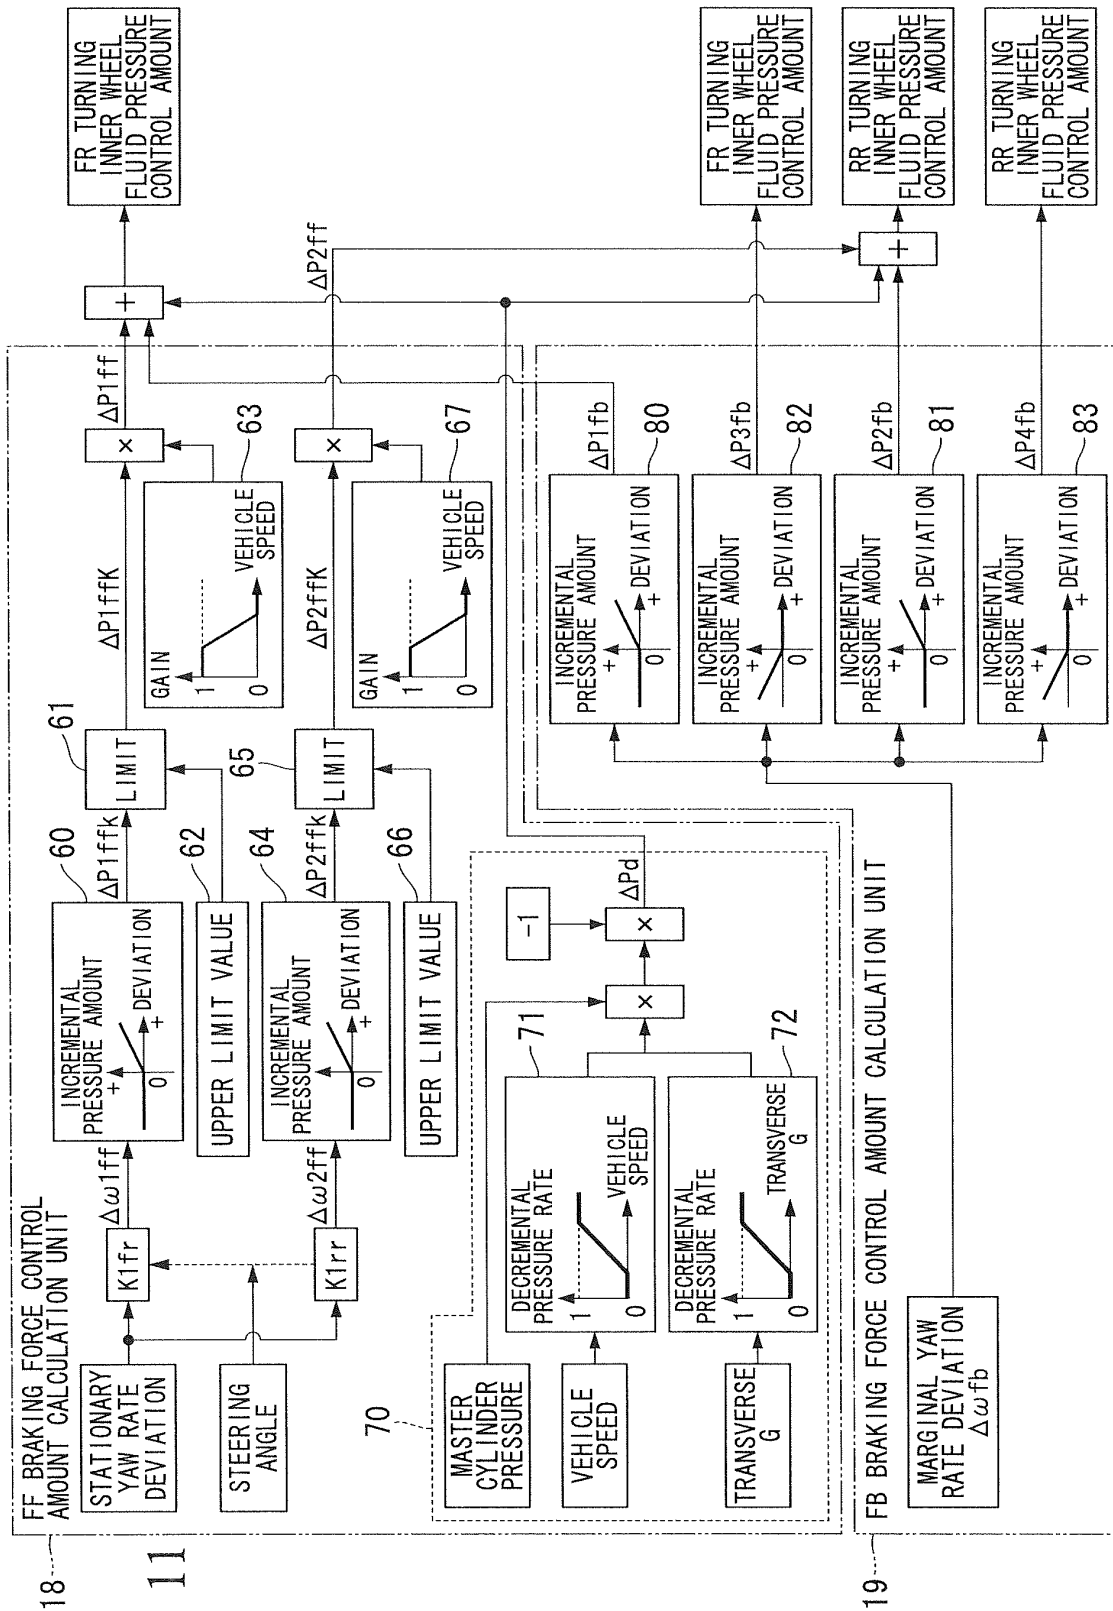 11
18
FF BRAKING FORCE CONTROL
AMOUNT CALCULATION UNIT
STATIONARY
YAW RATE
DEVIATION
STEERING
ANGLE
K1fr
K1rr
Δω1ff
Δω2ff
60
INCREMENTAL
PRESSURE AMOUNT
+
0
+
DEVIATION
ΔP1ffk
61
LIMIT
62
UPPER LIMIT VALUE
ΔP1ffK
63
GAIN
1
0
VEHICLE
SPEED
×
ΔP1ff
+
FR TURNING
INNER WHEEL
FLUID PRESSURE
CONTROL AMOUNT
64
INCREMENTAL
PRESSURE AMOUNT
0
+
DEVIATION
ΔP2ffk
65
LIMIT
66
UPPER LIMIT VALUE
ΔP2ffK
67
GAIN
1
0
VEHICLE
SPEED
×
ΔP2ff
70
MASTER
CYLINDER
PRESSURE
VEHICLE
SPEED
TRANSVERSE
G
71
DECREMENTAL
PRESSURE RATE
1
0
VEHICLE
SPEED
72
DECREMENTAL
PRESSURE RATE
1
0
TRANSVERSE
G
×
-1
×
ΔPd
19
FB BRAKING FORCE CONTROL AMOUNT CALCULATION UNIT
MARGINAL YAW
RATE DEVIATION
Δωfb
INCREMENTAL
PRESSURE AMOUNT
+
0
+
DEVIATION
80
ΔP1fb
INCREMENTAL
PRESSURE AMOUNT
+
0
+
DEVIATION
82
ΔP3fb
FR TURNING
INNER WHEEL
FLUID PRESSURE
CONTROL AMOUNT
INCREMENTAL
PRESSURE AMOUNT
+
0
+
DEVIATION
81
ΔP2fb
+
RR TURNING
INNER WHEEL
FLUID PRESSURE
CONTROL AMOUNT
INCREMENTAL
PRESSURE AMOUNT
+
0
+
DEVIATION
83
ΔP4fb
RR TURNING
INNER WHEEL
FLUID PRESSURE
CONTROL AMOUNT